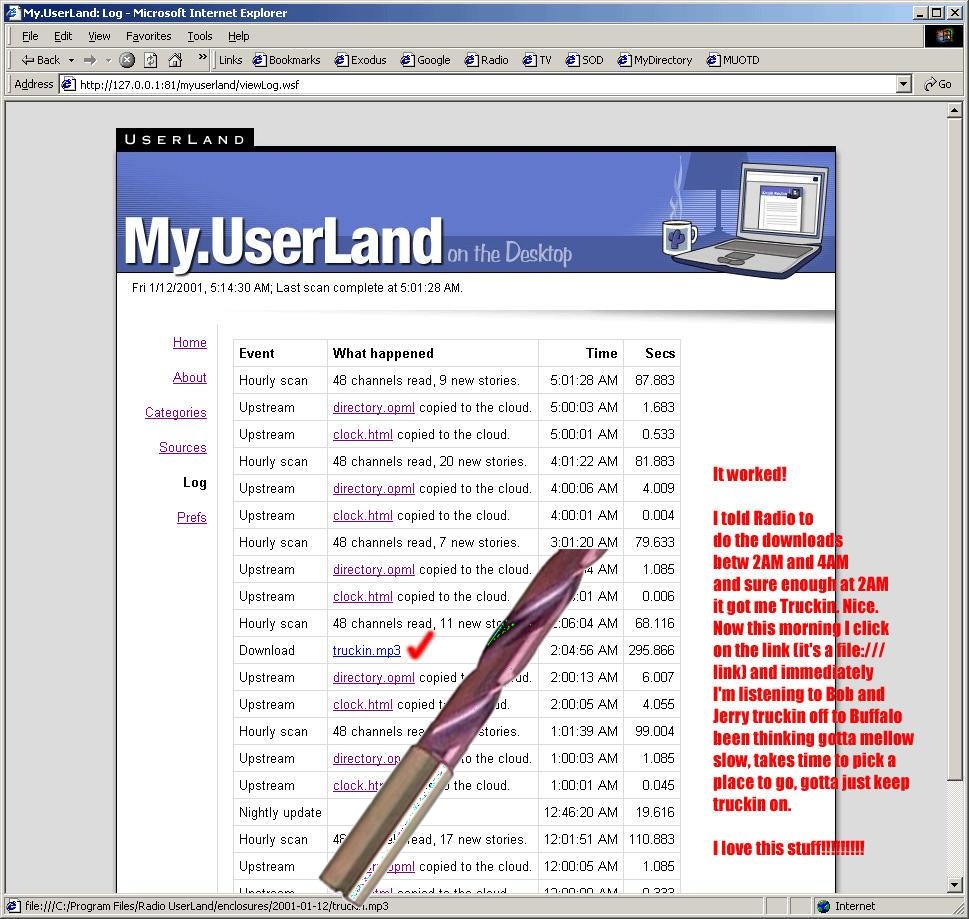 My.UserLand: Log - Microsoft Internet Explorer
File Edit View Favorites Tools Help
Back » Links Bookmarks Exodus Google Radio TV SOD MyDirectory MUOTD
Address http://127.0.0.1:81/myuserland/viewLog.wsf Go
USERLAND
My.UserLand on the Desktop
Fri 1/12/2001, 5:14:30 AM; Last scan complete at 5:01:28 AM.
Home
About
Categories
Sources
Log
Prefs
Event What happened Time Secs
Hourly scan 48 channels read, 9 new stories. 5:01:28 AM 87.883
Upstream directory.opml copied to the cloud. 5:00:03 AM 1.683
Upstream clock.html copied to the cloud. 5:00:01 AM 0.533
Hourly scan 48 channels read, 20 new stories. 4:01:22 AM 81.883
Upstream directory.opml copied to the cloud. 4:00:06 AM 4.009
Upstream clock.html copied to the cloud. 4:00:01 AM 0.004
Hourly scan 48 channels read, 7 new stories. 3:01:20 AM 79.633
Upstream directory.opml copied to the cloud. AM 1.085
Upstream clock.html copied to the cloud. :01 AM 0.006
Hourly scan 48 channels read, 11 new :06:04 AM 68.116
Download truckin.mp3 2:04:56 AM 295.866
Upstream directory.opml copied 2:00:13 AM 6.007
Upstream clock.html copied 2:00:05 AM 4.055
Hourly scan 48 channels new stories. 1:01:39 AM 99.004
Upstream directory.op copied to the cloud. 1:00:03 AM 1.085
Upstream clock.ht to the cloud. 1:00:01 AM 0.045
Nightly update 12:46:20 AM 19.616
Hourly scan read, 17 new stories. 12:01:51 AM 110.883
Upstream copied to the cloud. 12:00:05 AM 1.085
Upstream copied to the cloud. 12:00:00 AM 0.333
It worked!
I told Radio to
do the downloads
betw 2AM and 4AM
and sure enough at 2AM
it got me Truckin. Nice.
Now this morning I click
on the link (it's a file:///
link) and immediately
I'm listening to Bob and
Jerry truckin off to Buffalo
been thinking gotta mellow
slow, takes time to pick a
place to go, gotta just keep
truckin on.
I love this stuff!!!!!!!!!
file:///C:/Program Files/Radio UserLand/enclosures/2001-01-12/truck .mp3 Internet